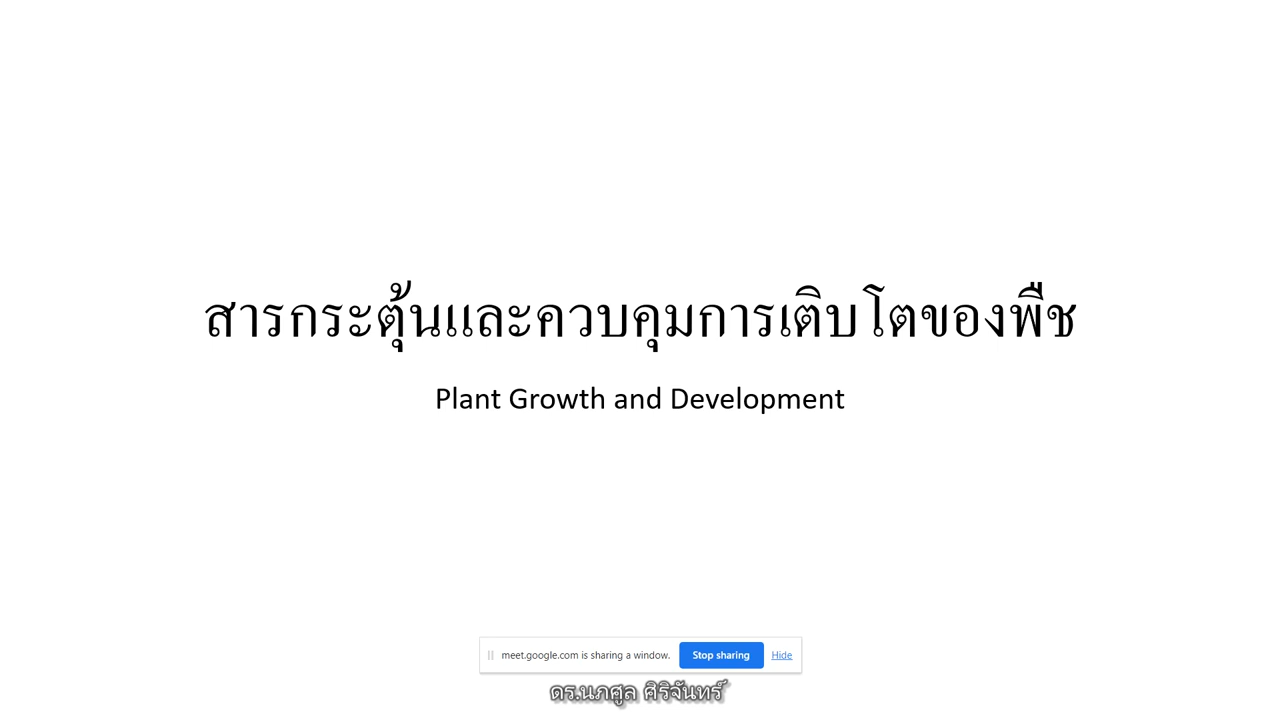 สารกระตุ้นและควบคุมการเติบโตของพืช
Plant Growth and Development
meet.google.com is sharing a window. Stop sharing Hide
ดร.นภศูล ศิริจันทร์